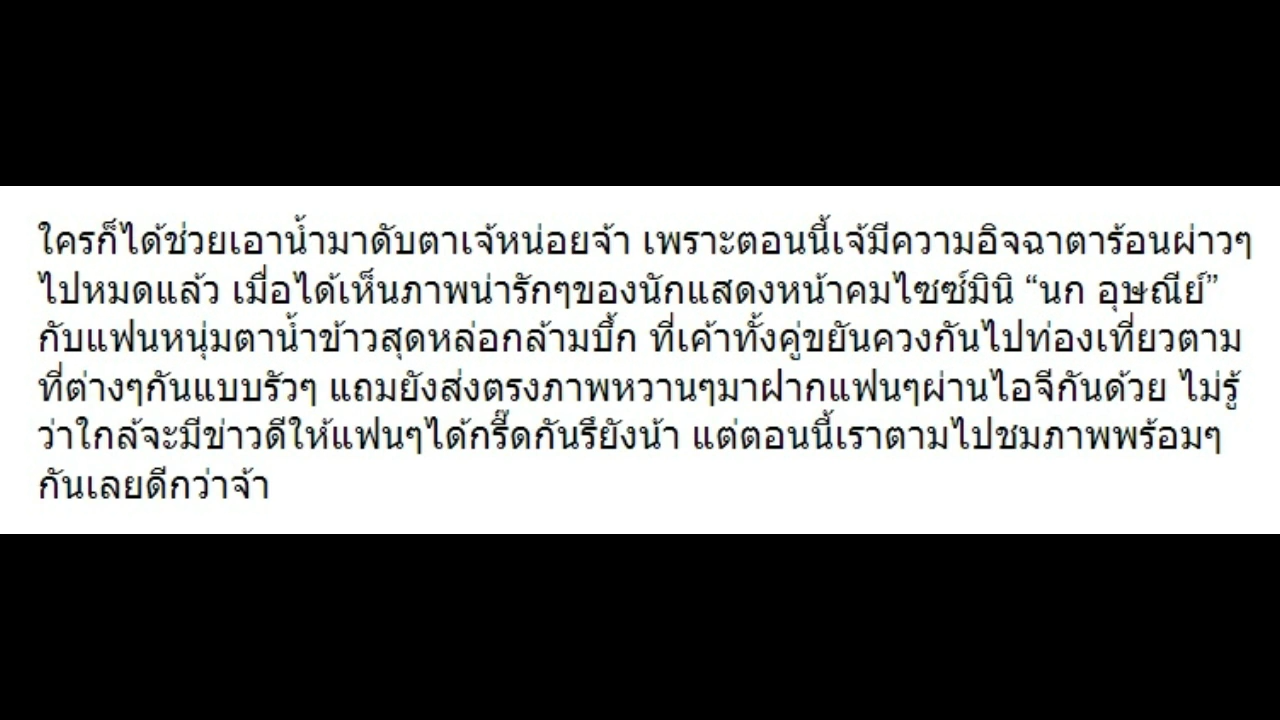 ใครก็ได้ช่วยเอาน้ำมาดับตาเจ้หน่อยจ้า เพราะตอนนี้เจ้มีความอิจฉาตาร้อนผ่าวๆ
ไปหมดแล้ว เมื่อได้เห็นภาพน่ารักๆของนักแสดงหน้าคมไซซ์มินิ “นก อุษณีย์”
กับแฟนหนุ่มตาน้ำข้าวสุดหล่อกล้ามบึ้ก ที่เค้าทั้งคู่ขยันควงกันไปท่องเที่ยวตาม
ที่ต่างๆกันแบบรัวๆ แถมยังส่งตรงภาพหวานๆมาฝากแฟนๆผ่านไอจีกันด้วย ไม่รู้
ว่าใกล้จะมีข่าวดีให้แฟนๆได้กรี๊ดกันรึยังน้า แต่ตอนนี้เราตามไปชมภาพพร้อมๆ
กันเลยดีกว่าจ้า